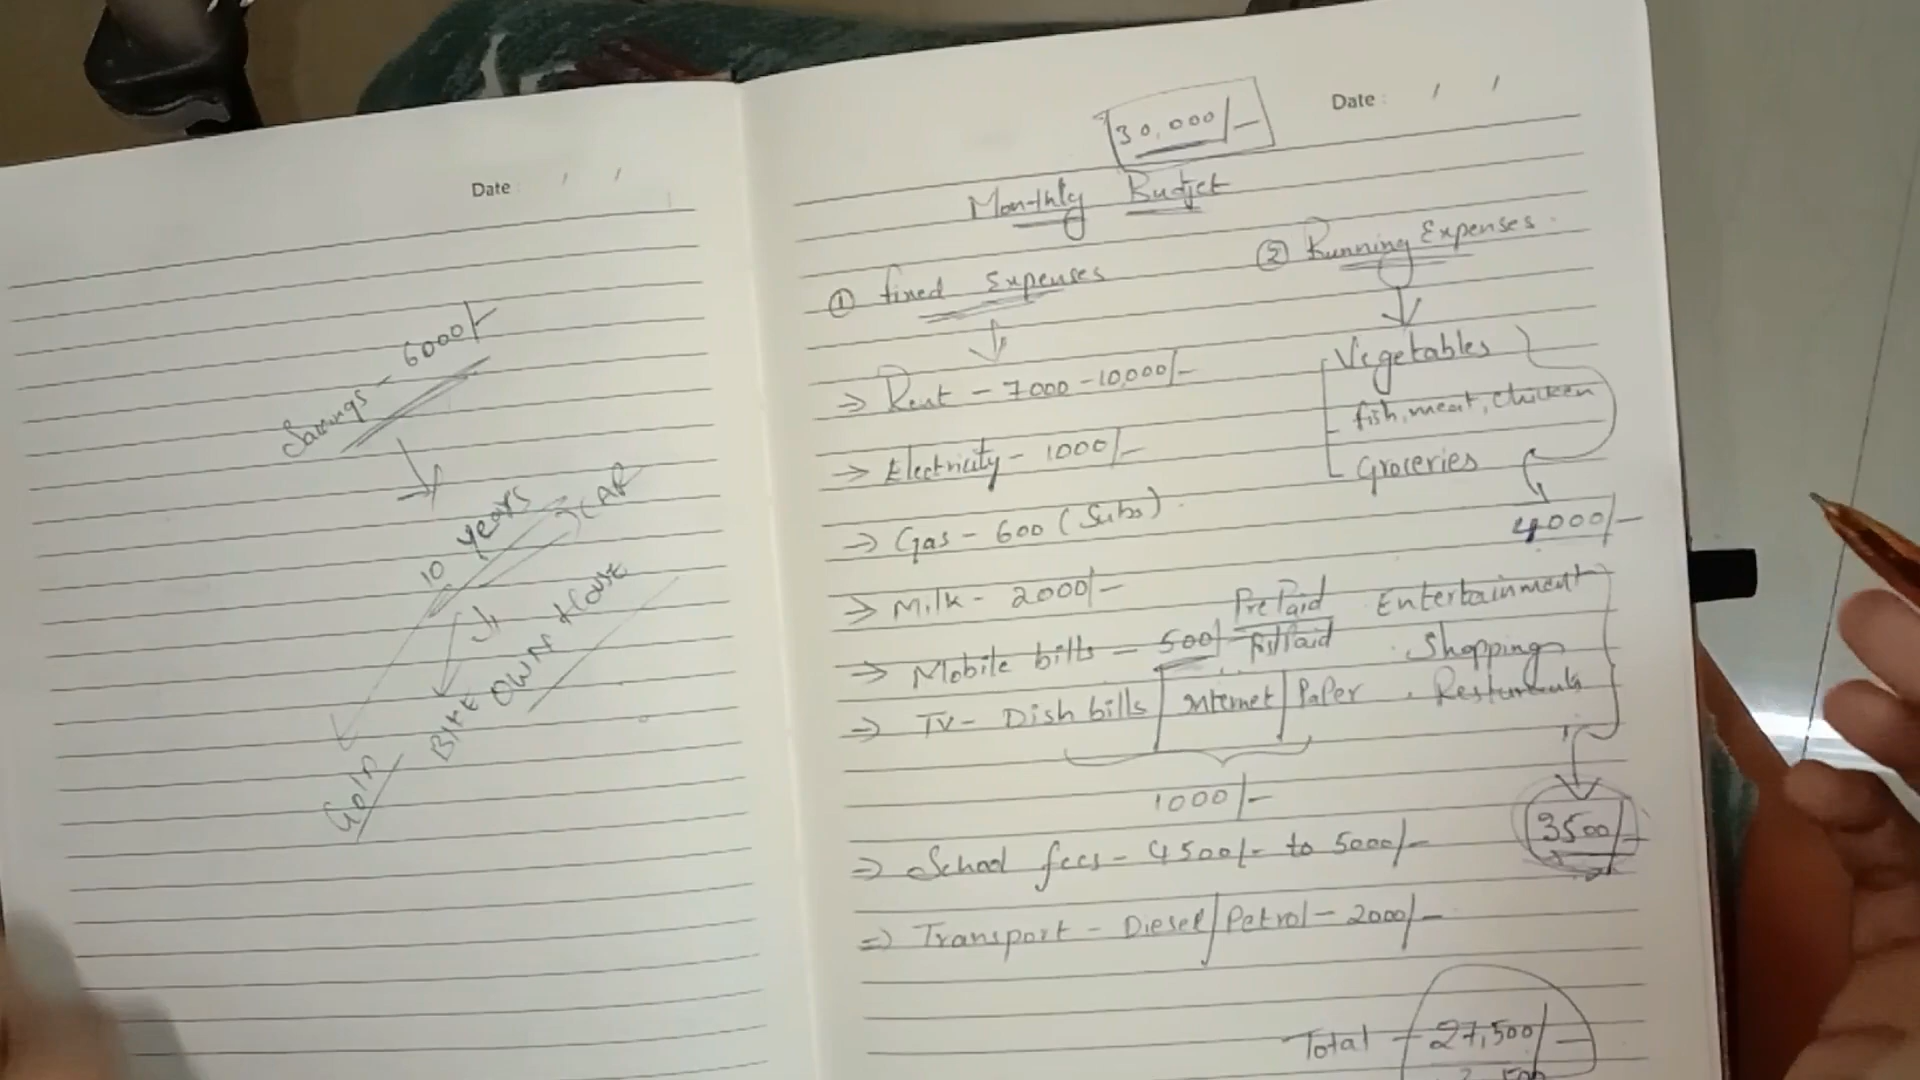 Date / /
Savings - 6000/-
10 years
CAR
OWN HOUSE
BIKE
Gold
30,000/-
Date : / /
Monthly Budjet
① fixed Expenses
② Running Expenses
→ Rent - 7000 - 10,000/-
→ Electricity - 1000/-
→ Gas - 600 (Subs)
→ Milk - 2000/-
→ Mobile bills - 500/- PrePaid
PstPaid
→ TV - Dish bills / Internet / Paper
1000/-
⇒ School fees - 4500/- to 5000/-
⇒ Transport - Diesel/Petrol - 2000/-
Vegetables
- fish, meat, chicken
Groceries
4000/-
Entertainment
. Shopping
. Resturants
3500/-
Total - 27,500/-